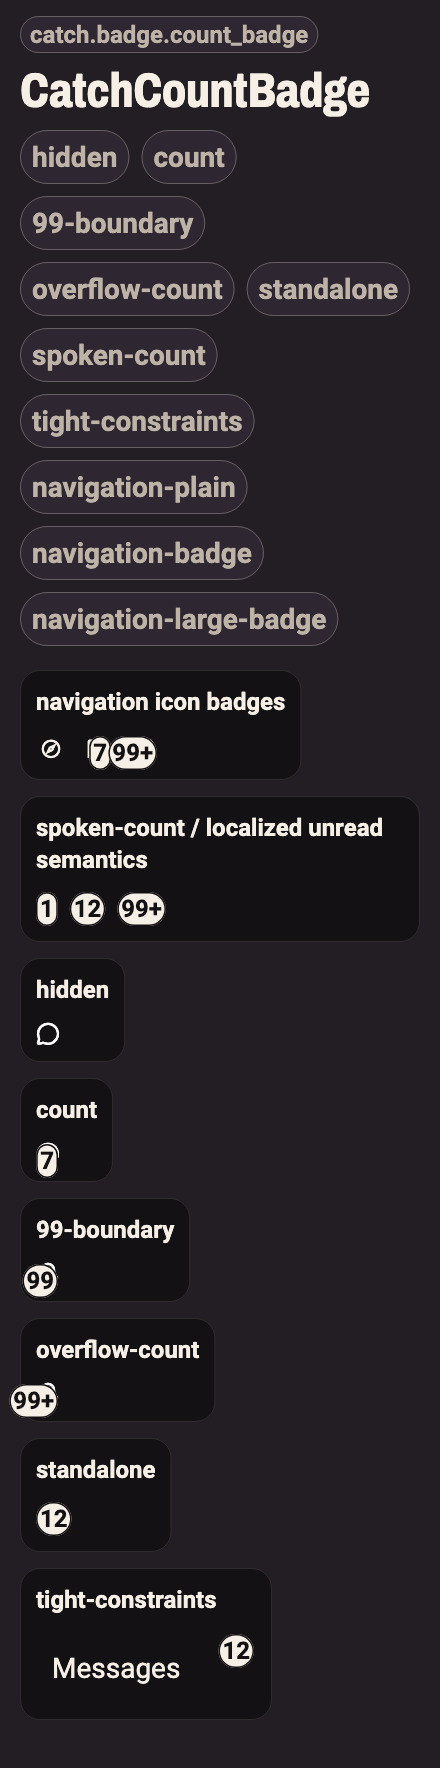 catch.badge.count_badge
CatchCountBadge
hidden count
99-boundary
overflow-count standalone
spoken-count
tight-constraints
navigation-plain
navigation-badge
navigation-large-badge
navigation icon badges
7 99+
spoken-count / localized unread
semantics
1 12 99+
hidden
count
7
99-boundary
99
overflow-count
99+
standalone
12
tight-constraints
12
Messages